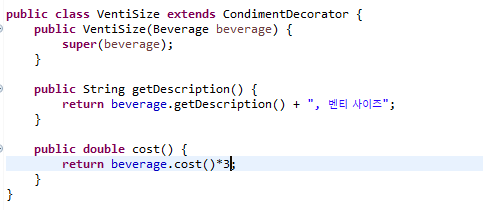 public class VentiSize extends CondimentDecorator {
public VentiSize(Beverage beverage) {
super(beverage);
}
public String getDescription() {
return beverage.getDescription() + ", 벤티 사이즈";
}
public double cost() {
return beverage.cost()*3;
}
}